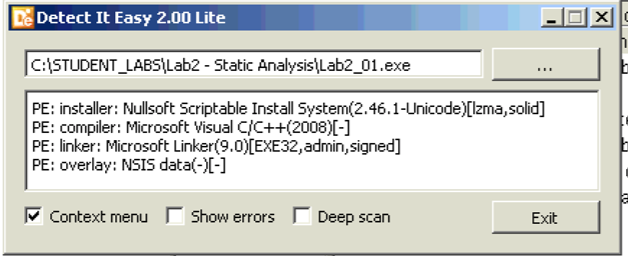 Detect It Easy 2.00 Lite
C:\STUDENT_LABS\Lab2 - Static Analysis\Lab2_01.exe
...
PE: installer: Nullsoft Scriptable Install System(2.46.1-Unicode)[lzma,solid]
PE: compiler: Microsoft Visual C/C++(2008)[-]
PE: linker: Microsoft Linker(9.0)[EXE32,admin,signed]
PE: overlay: NSIS data(-)[-]
Context menu Show errors Deep scan Exit